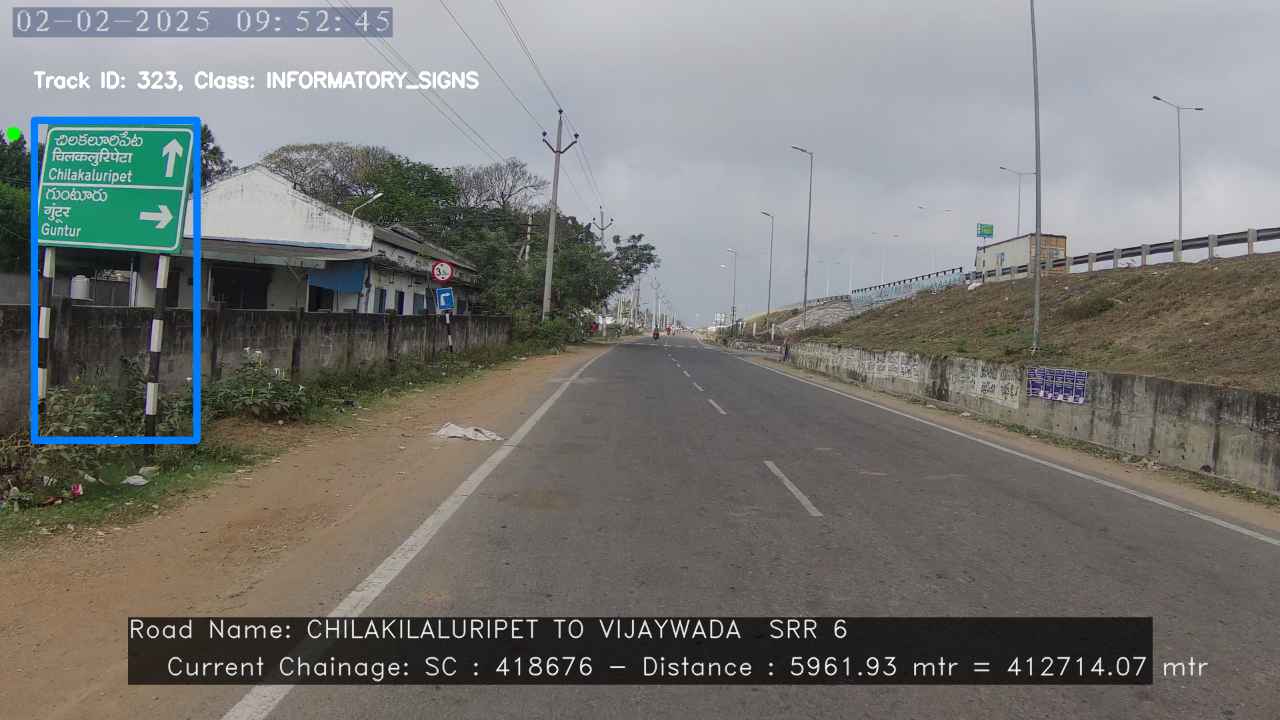 02-02-2025 09:52:45
Track ID: 323, Class: INFORMATORY_SIGNS
చిలకలూరిపేట
चिलकलुरिपेटा
Chilakaluripet
గుంటూరు
गुंटूर
Guntur
Road Name: CHILAKILALURIPET TO VIJAYWADA SRR 6
Current Chainage: SC : 418676 - Distance : 5961.93 mtr = 412714.07 mtr